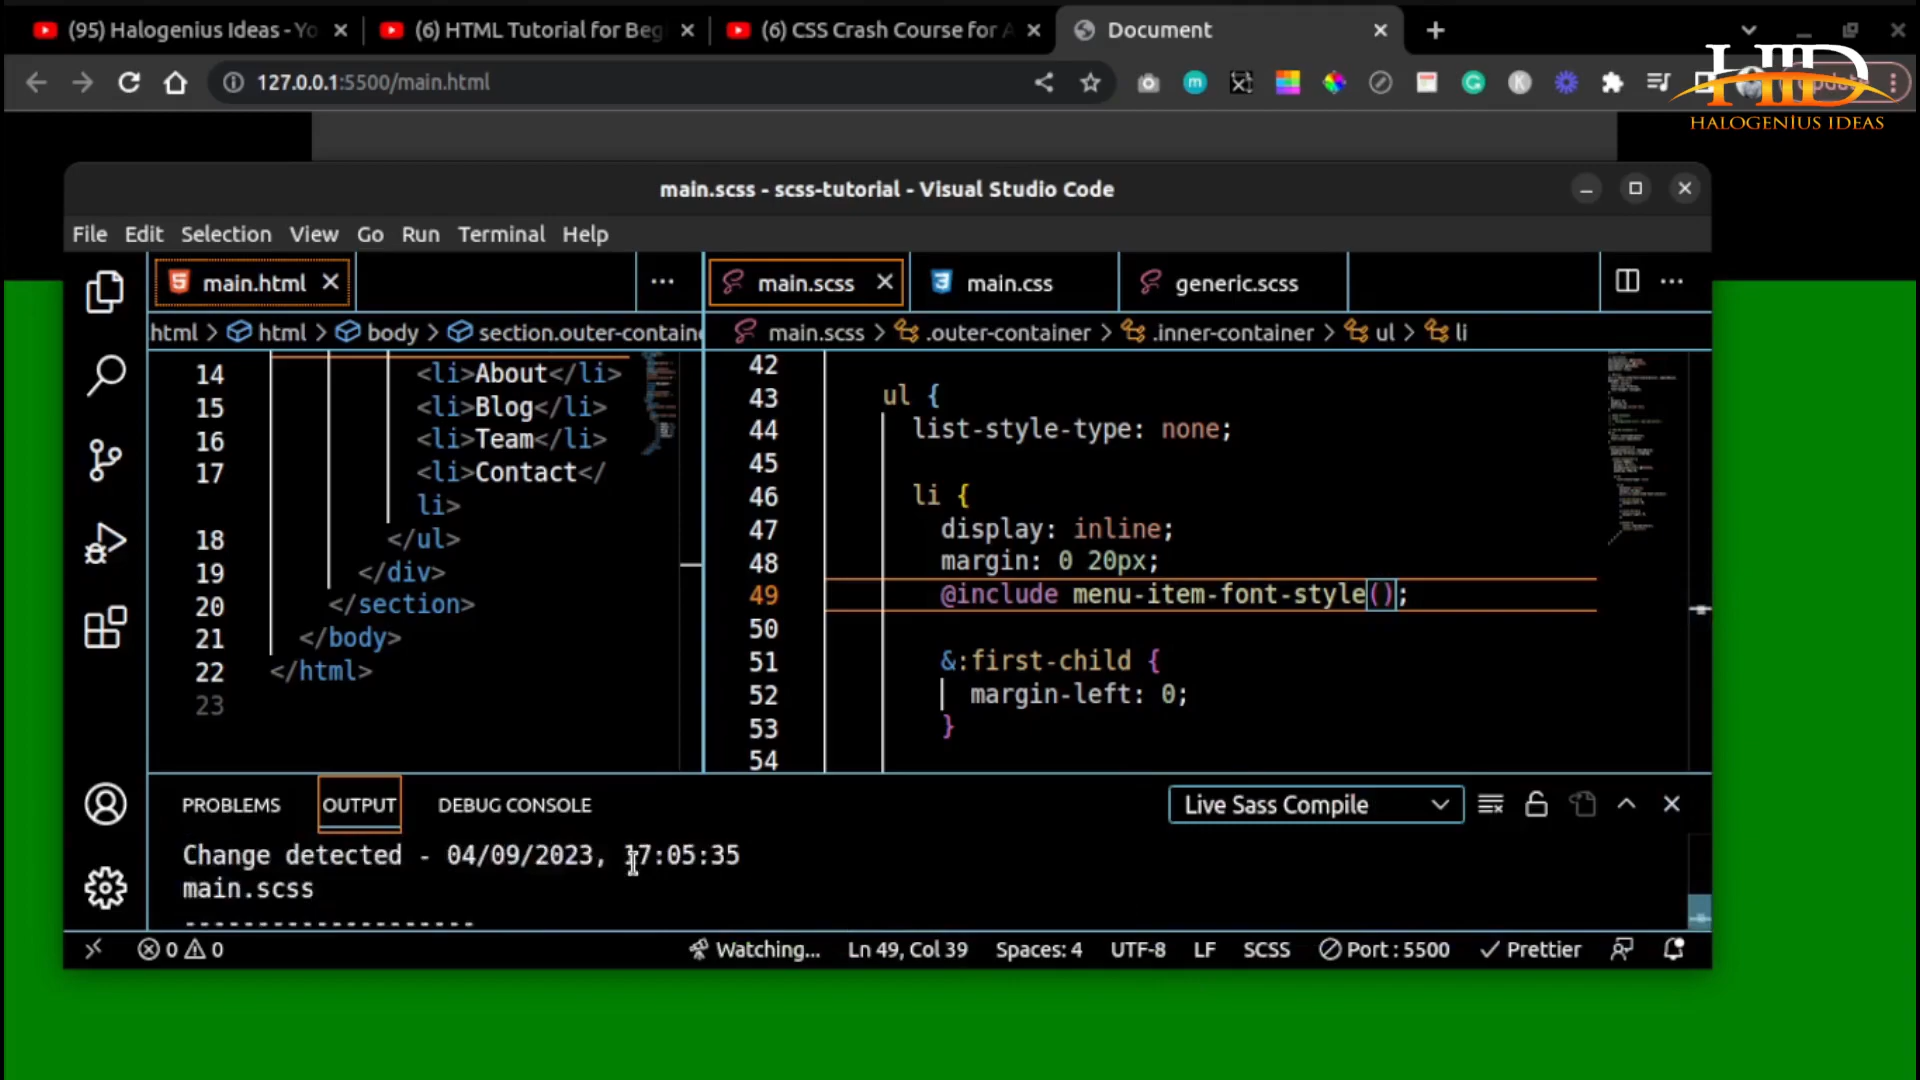 (95) Halogenius Ideas - Yo
(6) HTML Tutorial for Beg
(6) CSS Crash Course for A
Document
127.0.0.1:5500/main.html
HID
HALOGENIUS IDEAS
main.scss - scss-tutorial - Visual Studio Code
File Edit Selection View Go Run Terminal Help
main.html
main.scss
main.css
generic.scss
html > html > body > section.outer-containe
main.scss > .outer-container > .inner-container > ul > li
14 <li>About</li>
15 <li>Blog</li>
16 <li>Team</li>
17 <li>Contact</
li>
18 </ul>
19 </div>
20 </section>
21 </body>
22 </html>
23
42
43 ul {
44 list-style-type: none;
45
46 li {
47 display: inline;
48 margin: 0 20px;
49 @include menu-item-font-style();
50
51 &:first-child {
52 margin-left: 0;
53 }
54
PROBLEMS OUTPUT DEBUG CONSOLE
Live Sass Compile
Change detected - 04/09/2023, 17:05:35
main.scss
--------------------
0 0 Watching... Ln 49, Col 39 Spaces: 4 UTF-8 LF SCSS Port : 5500 Prettier